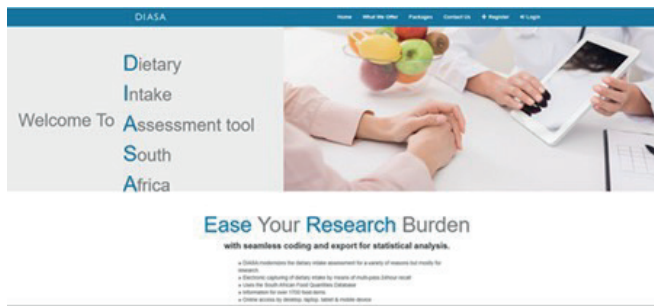 DIASA
Home What We Offer Packages Contact Us Register Login
Dietary
Intake
Welcome To Assessment tool
South
Africa
Ease Your Research Burden
with seamless coding and export for statistical analysis.
» DIASA modernizes the dietary intake assessment for a variety of reasons but mostly for
research.
» Electronic capturing of dietary intake by means of multi-pass 24hour recall
» Uses the South African Food Quantities Database
» Information for over 1700 food items
» Online access by desktop, laptop, tablet & mobile device